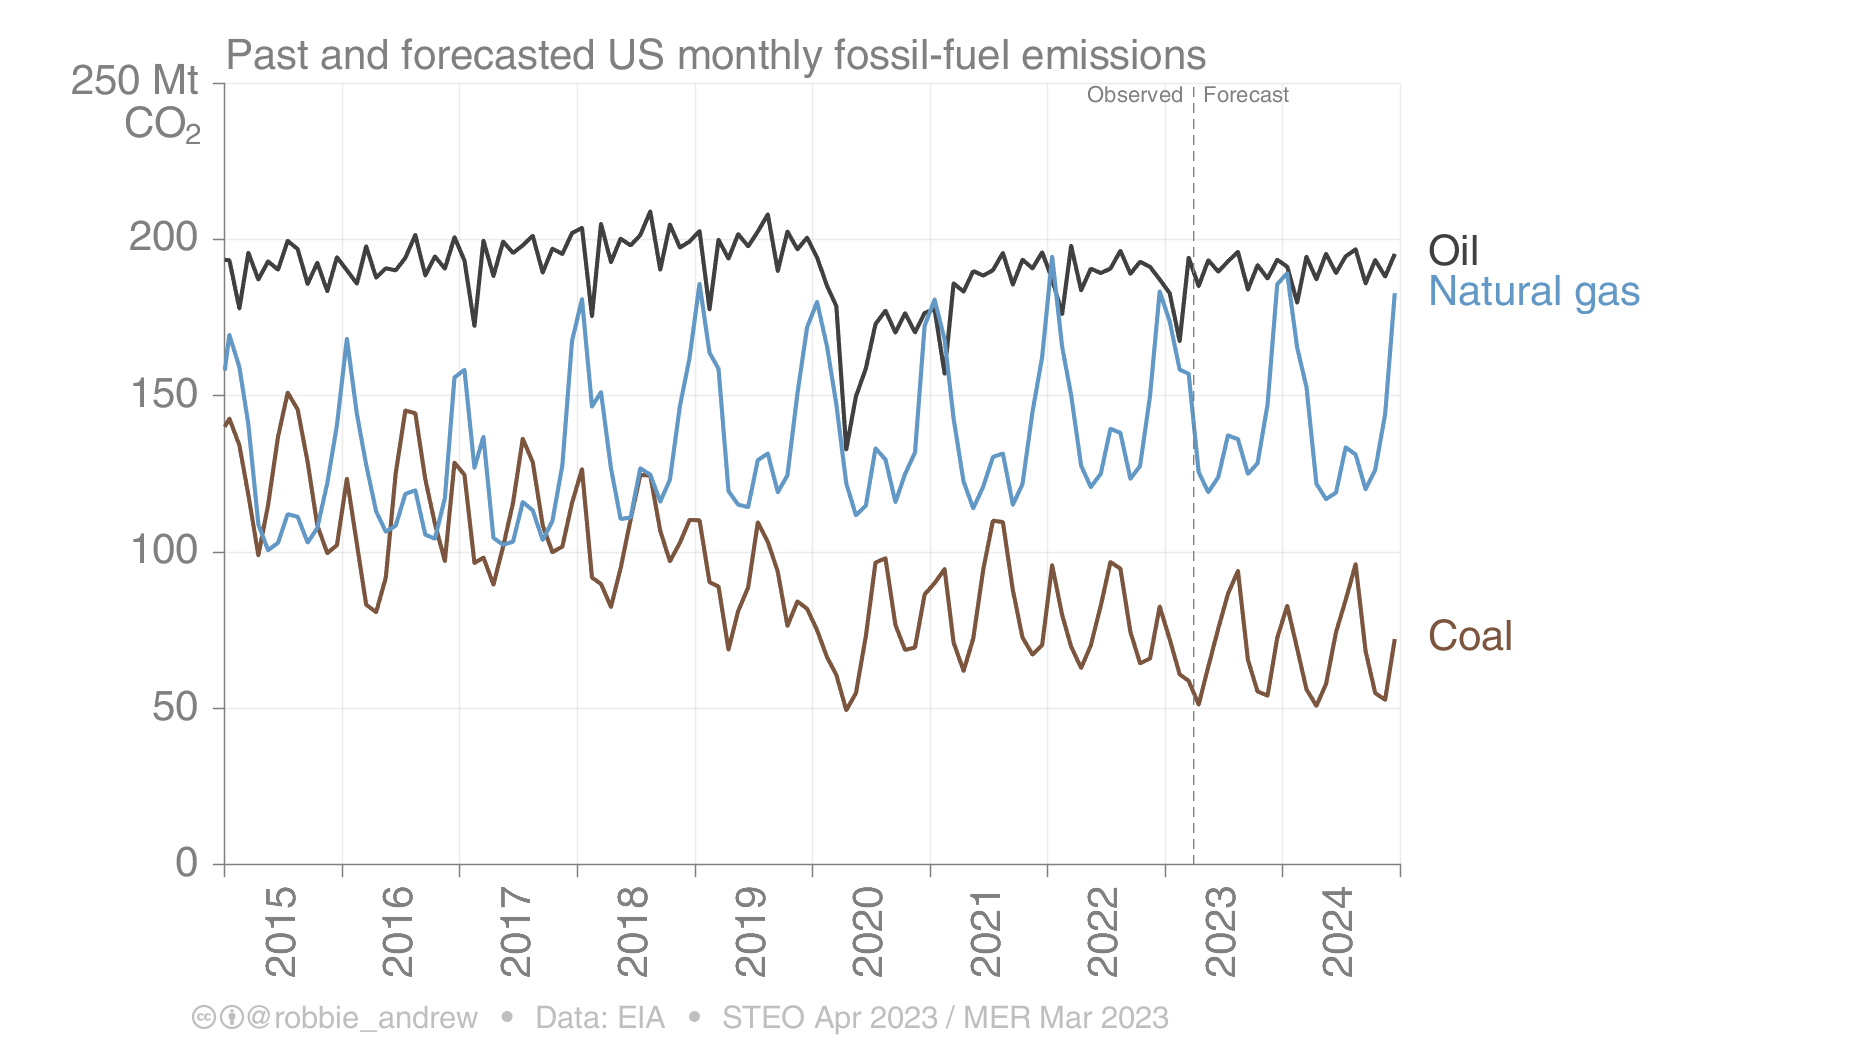 Past and forecasted US monthly fossil-fuel emissions
250 Mt
CO₂
Observed
Forecast
200
150
100
50
0
Oil
Natural gas
Coal
2015
2016
2017
2018
2019
2020
2021
2022
2023
2024
@robbie_andrew • Data: EIA • STEO Apr 2023 / MER Mar 2023